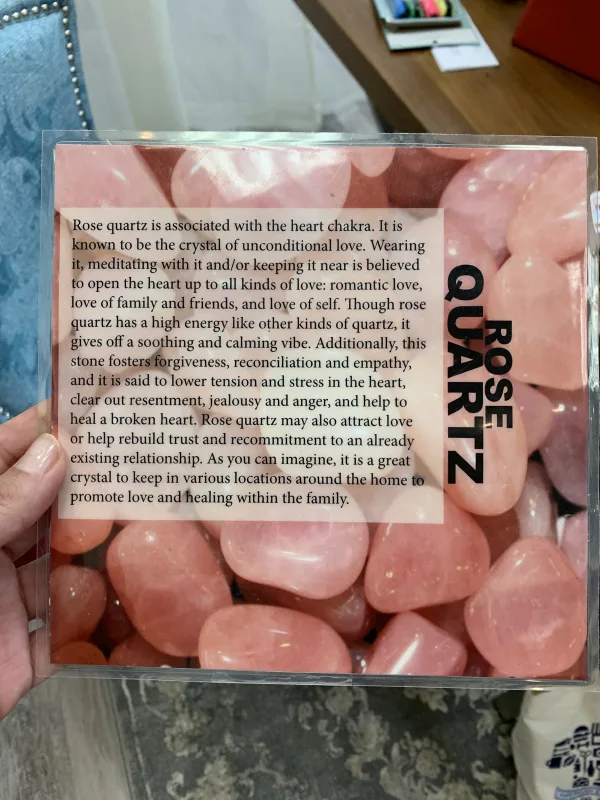 Rose quartz is associated with the heart chakra. It is
known to be the crystal of unconditional love. Wearing
it, meditating with it and/or keeping it near is believed
to open the heart up to all kinds of love: romantic love,
love of family and friends, and love of self. Though rose
quartz has a high energy like other kinds of quartz, it
gives off a soothing and calming vibe. Additionally, this
stone fosters forgiveness, reconciliation and empathy,
and it is said to lower tension and stress in the heart,
clear out resentment, jealousy and anger, and help to
heal a broken heart. Rose quartz may also attract love
or help rebuild trust and recommitment to an already
existing relationship. As you can imagine, it is a great
crystal to keep in various locations around the home to
promote love and healing within the family.
ROSE
QUARTZ